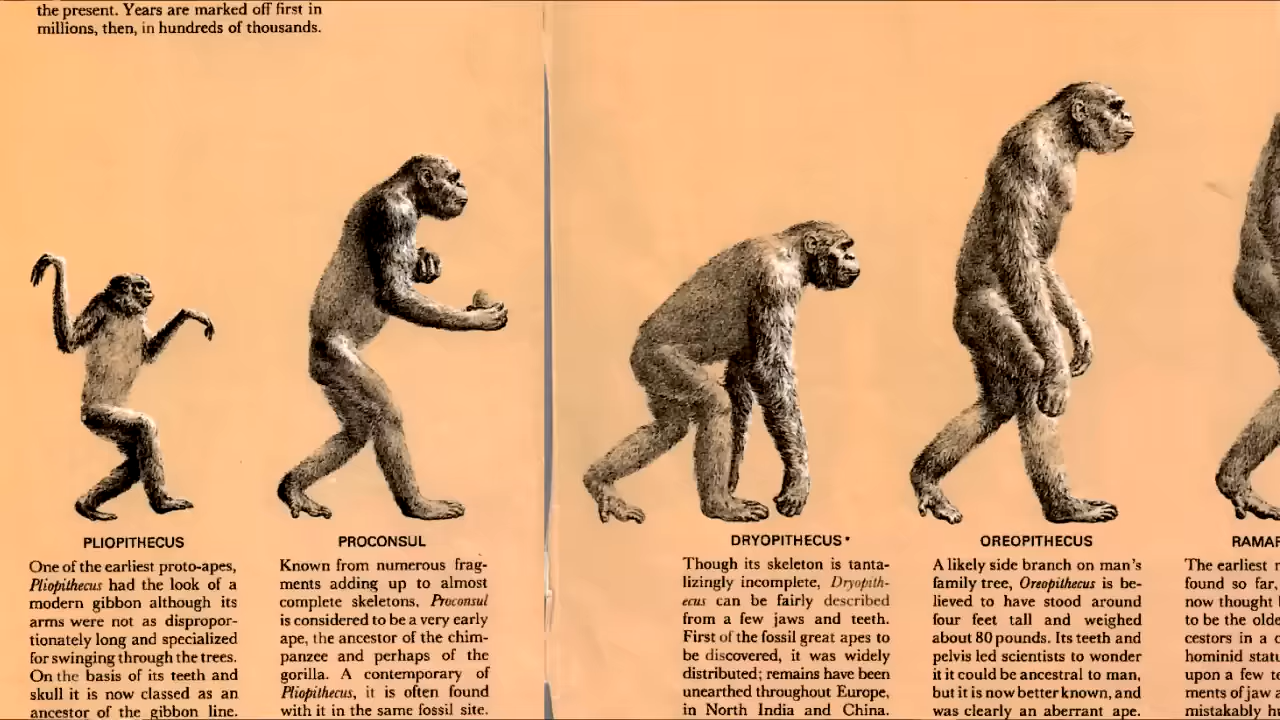 the present. Years are marked off first in
millions, then, in hundreds of thousands.
PLIOPITHECUS
One of the earliest proto-apes,
Pliopithecus had the look of a
modern gibbon although its
arms were not as dispropor-
tionately long and specialized
for swinging through the trees.
On the basis of its teeth and
skull it is now classed as an
ancestor of the gibbon line.
PROCONSUL
Known from numerous frag-
ments adding up to almost
complete skeletons, Proconsul
is considered to be a very early
ape, the ancestor of the chim-
panzee and perhaps of the
gorilla. A contemporary of
Pliopithecus, it is often found
with it in the same fossil site.
DRYOPITHECUS*
Though its skeleton is tanta-
lizingly incomplete, Dryopith-
ecus can be fairly described
from a few jaws and teeth.
First of the fossil great apes to
be discovered, it was widely
distributed; remains have been
unearthed throughout Europe,
in North India and China.
OREOPITHECUS
A likely side branch on man's
family tree, Oreopithecus is be-
lieved to have stood around
four feet tall and weighed
about 80 pounds. Its teeth and
pelvis led scientists to wonder
if it could be ancestral to man,
but it is now better known, and
was clearly an aberrant ape.
RAMAP
The earliest
found so far,
now thought
to be the olde
cestors in a
hominid statu
upon a few te
ments of jaw a
mistakably hu